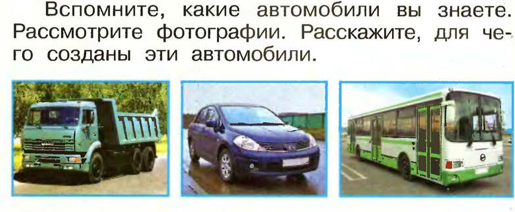 Вспомните, какие автомобили вы знаете.
Рассмотрите фотографии. Расскажите, для че-
го созданы эти автомобили.